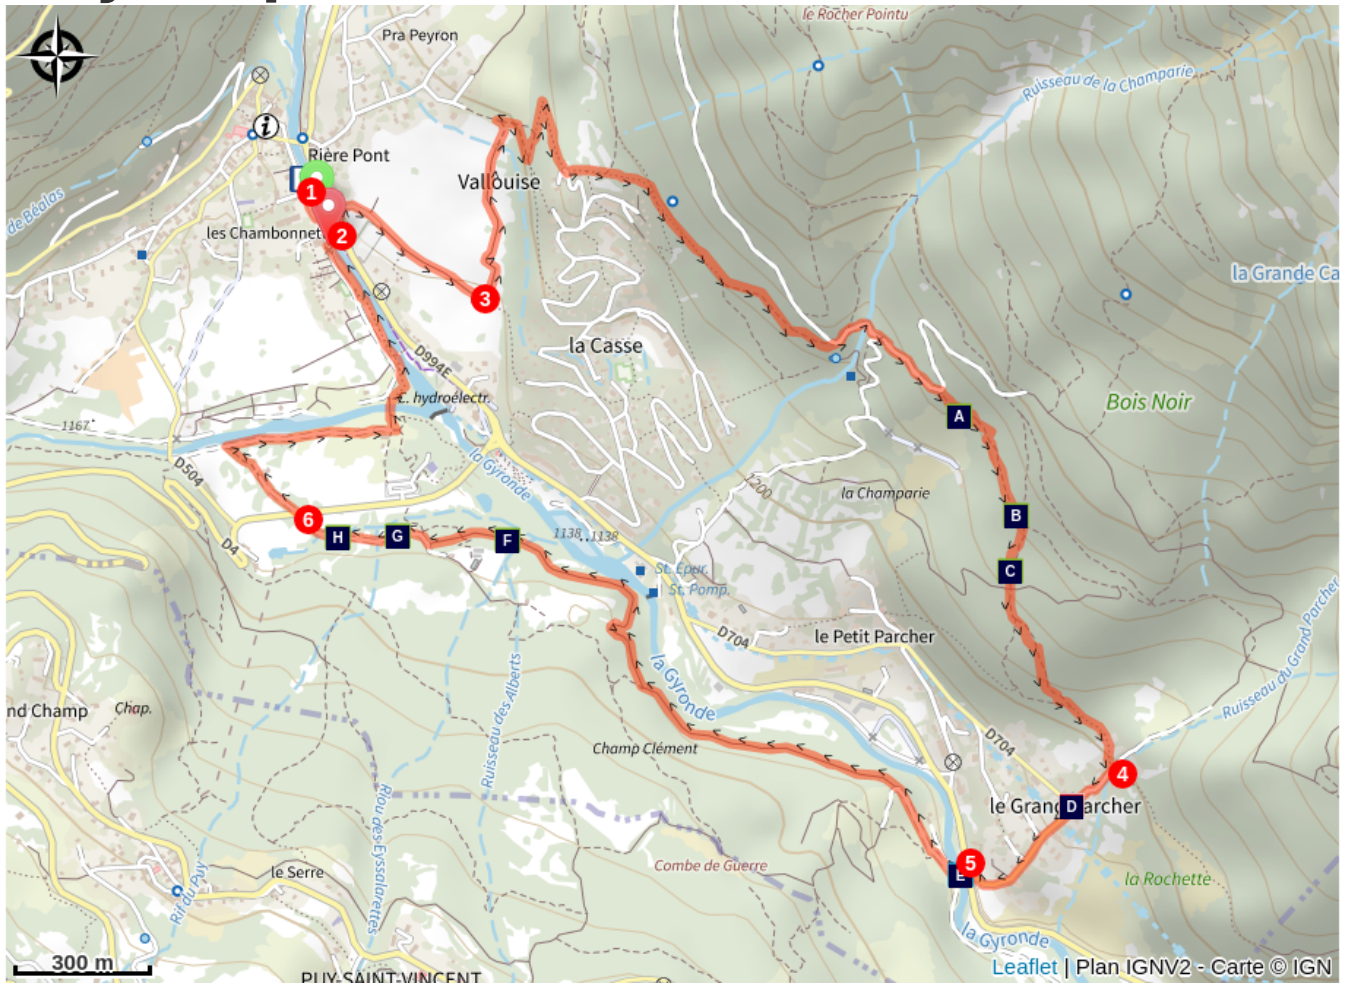 le Rocher Pointu
Pra Peyron
Ruisseau de la Champarie
i
Rière Pont
Vallouise
1
de Béalas
les Chambonnet
2
la Grande Ca
3
la Casse
D994E
Bois Noir
A
C. hydroélectr.
1167
D504
la Gyronde
1200
la Champarie
B
6
H
G
F
1138
1138
D4
C
St. Épur.
St. Pomp.
D704
le Petit Parcher
Ruisseau du Grand Parcher
la Gyronde
Ruisseau des Alberts
nd Champ
Chap.
Champ Clément
D704
4
D
le Grand Parcher
Riou des Eyssalarettes
Combe de Guerre
5
E
la Rochette
le Serre
Rif du Puy
la Gyronde
300 m
PUY-SAINT-VINCENT
Leaflet | Plan IGNV2 - Carte © IGN